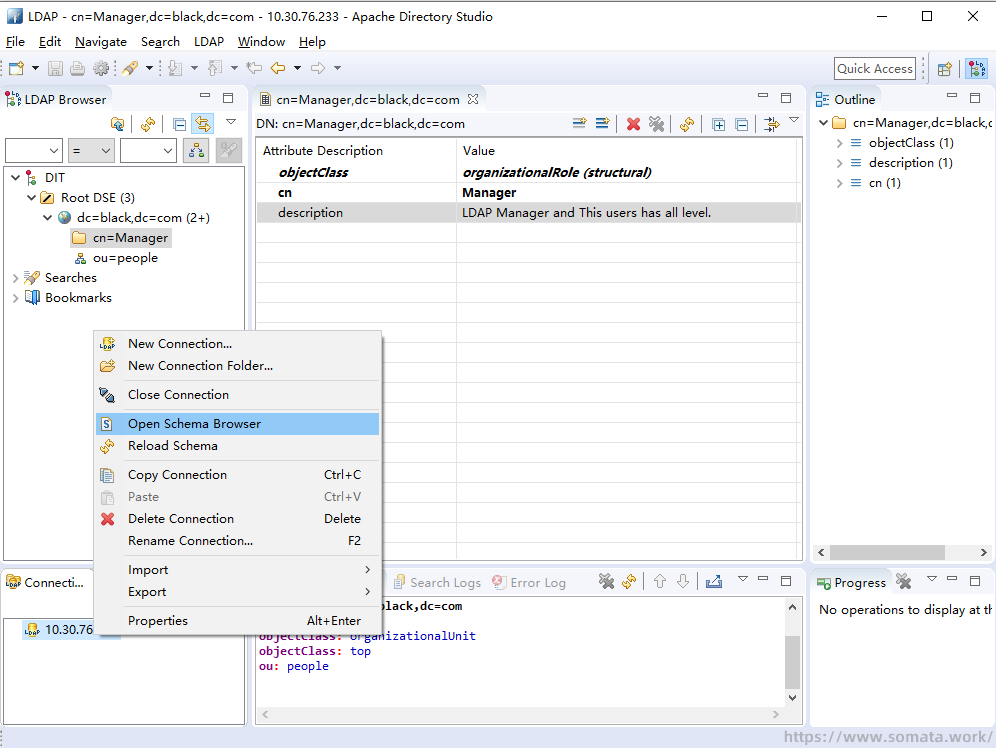 LDAP - cn=Manager,dc=black,dc=com - 10.30.76.233 - Apache Directory Studio
File Edit Navigate Search LDAP Window Help
Quick Access
LDAP Browser
=
DIT
Root DSE (3)
dc=black,dc=com (2+)
cn=Manager
ou=people
Searches
Bookmarks
cn=Manager,dc=black,dc=com
DN: cn=Manager,dc=black,dc=com
Attribute Description Value
objectClass organizationalRole (structural)
cn Manager
description LDAP Manager and This users has all level.
Outline
cn=Manager,dc=black,c
objectClass (1)
description (1)
cn (1)
New Connection...
New Connection Folder...
Close Connection
Open Schema Browser
Reload Schema
Copy Connection Ctrl+C
Paste Ctrl+V
Delete Connection Delete
Rename Connection... F2
Import
Export
Properties Alt+Enter
Connecti...
LDAP
10.30.76
Search Logs Error Log
black,dc=com
objectClass: organizationalUnit
objectClass: top
ou: people
Progress
No operations to display at th
https://www.somata.work/